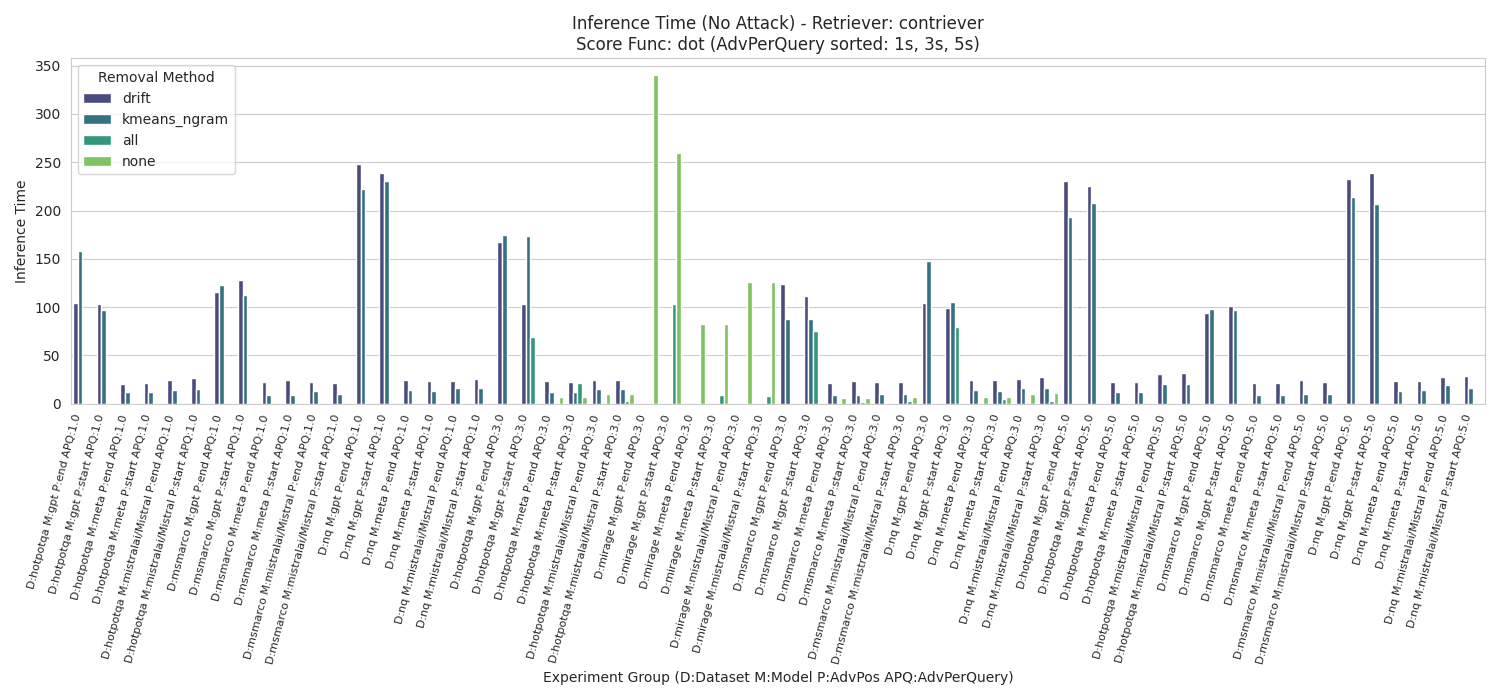 Inference Time (No Attack) - Retriever: contriever
Score Func: dot (AdvPerQuery sorted: 1s, 3s, 5s)
Removal Method
drift
kmeans_ngram
all
none
Inference Time
350
300
250
200
150
100
50
0
D:hotpotqa M:gpt P:end APQ:1.0
D:hotpotqa M:gpt P:start APQ:1.0
D:hotpotqa M:meta P:end APQ:1.0
D:hotpotqa M:meta P:start APQ:1.0
D:hotpotqa M:mistralai/Mistral P:end APQ:1.0
D:hotpotqa M:mistralai/Mistral P:start APQ:1.0
D:msmarco M:gpt P:end APQ:1.0
D:msmarco M:gpt P:start APQ:1.0
D:msmarco M:meta P:end APQ:1.0
D:msmarco M:meta P:start APQ:1.0
D:msmarco M:mistralai/Mistral P:end APQ:1.0
D:msmarco M:mistralai/Mistral P:start APQ:1.0
D:nq M:gpt P:end APQ:1.0
D:nq M:gpt P:start APQ:1.0
D:nq M:meta P:end APQ:1.0
D:nq M:meta P:start APQ:1.0
D:nq M:mistralai/Mistral P:end APQ:1.0
D:nq M:mistralai/Mistral P:start APQ:1.0
D:hotpotqa M:gpt P:end APQ:3.0
D:hotpotqa M:gpt P:start APQ:3.0
D:hotpotqa M:meta P:end APQ:3.0
D:hotpotqa M:meta P:start APQ:3.0
D:hotpotqa M:mistralai/Mistral P:end APQ:3.0
D:hotpotqa M:mistralai/Mistral P:start APQ:3.0
D:mirage M:gpt P:end APQ:3.0
D:mirage M:gpt P:start APQ:3.0
D:mirage M:meta P:end APQ:3.0
D:mirage M:meta P:start APQ:3.0
D:mirage M:mistralai/Mistral P:end APQ:3.0
D:mirage M:mistralai/Mistral P:start APQ:3.0
D:msmarco M:gpt P:end APQ:3.0
D:msmarco M:gpt P:start APQ:3.0
D:msmarco M:meta P:end APQ:3.0
D:msmarco M:meta P:start APQ:3.0
D:msmarco M:mistralai/Mistral P:end APQ:3.0
D:msmarco M:mistralai/Mistral P:start APQ:3.0
D:nq M:gpt P:end APQ:3.0
D:nq M:gpt P:start APQ:3.0
D:nq M:meta P:end APQ:3.0
D:nq M:meta P:start APQ:3.0
D:nq M:mistralai/Mistral P:end APQ:3.0
D:nq M:mistralai/Mistral P:start APQ:3.0
D:hotpotqa M:gpt P:end APQ:5.0
D:hotpotqa M:gpt P:start APQ:5.0
D:hotpotqa M:meta P:end APQ:5.0
D:hotpotqa M:meta P:start APQ:5.0
D:hotpotqa M:mistralai/Mistral P:end APQ:5.0
D:hotpotqa M:mistralai/Mistral P:start APQ:5.0
D:msmarco M:gpt P:end APQ:5.0
D:msmarco M:gpt P:start APQ:5.0
D:msmarco M:meta P:end APQ:5.0
D:msmarco M:meta P:start APQ:5.0
D:msmarco M:mistralai/Mistral P:end APQ:5.0
D:msmarco M:mistralai/Mistral P:start APQ:5.0
D:nq M:gpt P:end APQ:5.0
D:nq M:gpt P:start APQ:5.0
D:nq M:meta P:end APQ:5.0
D:nq M:meta P:start APQ:5.0
D:nq M:mistralai/Mistral P:end APQ:5.0
D:nq M:mistralai/Mistral P:start APQ:5.0
Experiment Group (D:Dataset M:Model P:AdvPos APQ:AdvPerQuery)